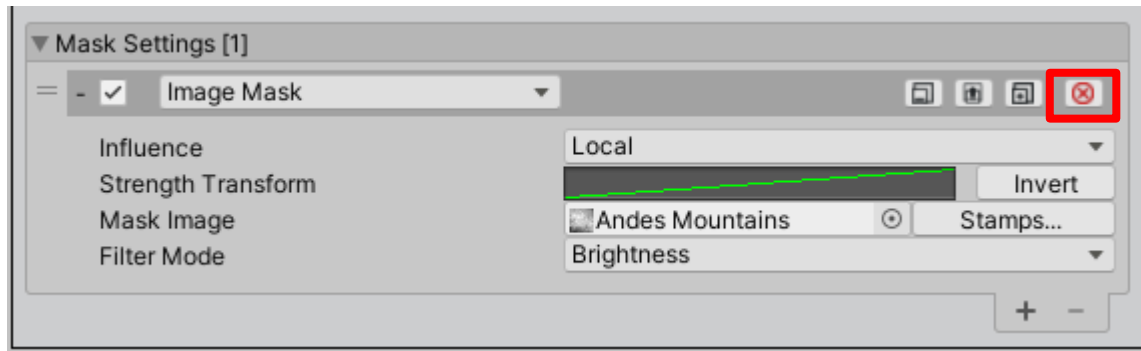 Mask Settings [1]
Image Mask
Influence Local
Strength Transform Invert
Mask Image Andes Mountains Stamps...
Filter Mode Brightness